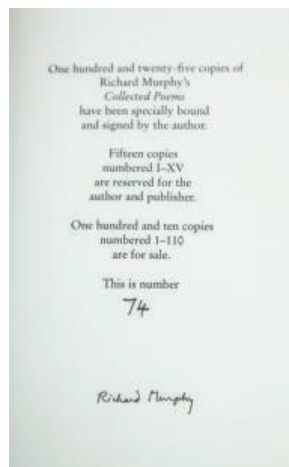 One hundred and twenty-five copies of
Richard Murphy's
Collected Poems
have been specially bound
and signed by the author.
Fifteen copies
numbered I–XV
are reserved for the
author and publisher.
One hundred and ten copies
numbered 1–110
are for sale.
This is number
74
Richard Murphy